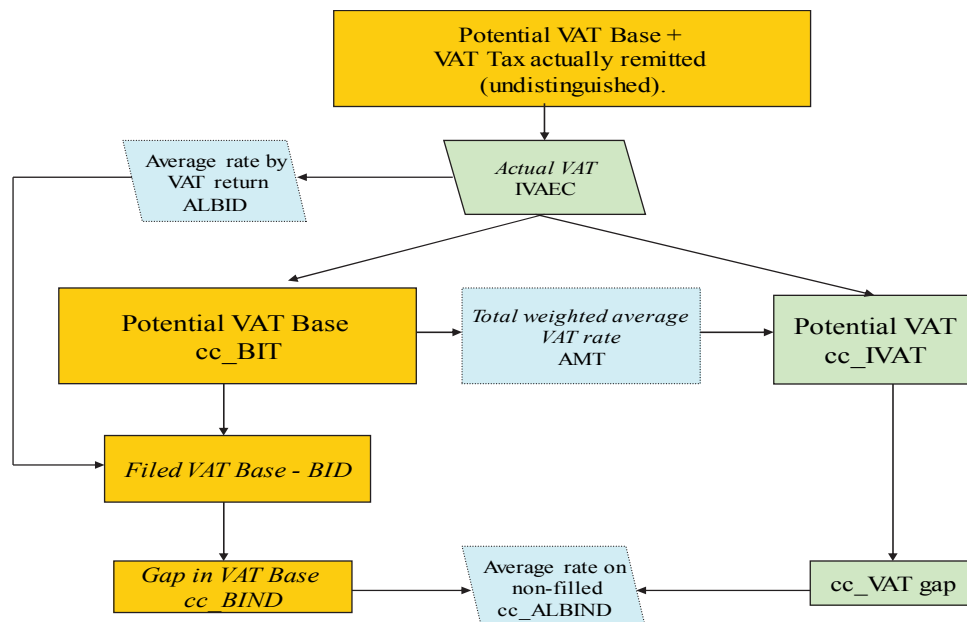 Potential VAT Base +
VAT Tax actually remitted
(undistinguished).
Average rate by
VAT return
ALBID
Actual VAT
IVAEC
Potential VAT Base
cc_BIT
Total weighted average
VAT rate
AMT
Potential VAT
cc_IVAT
Filed VAT Base - BID
Gap in VAT Base
cc_BIND
Average rate on
non-filled
cc_ALBIND
cc_VAT gap